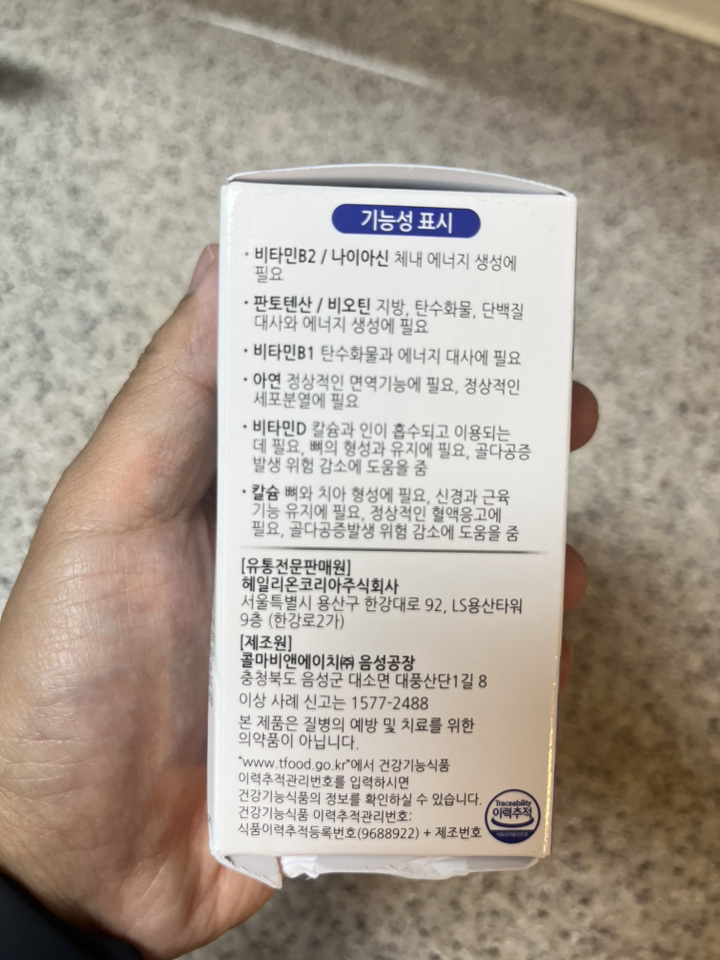 기능성 표시
· 비타민B2 / 나이아신 체내 에너지 생성에
필요
· 판토텐산 / 비오틴 지방, 탄수화물, 단백질
대사와 에너지 생성에 필요
· 비타민B1 탄수화물과 에너지 대사에 필요
· 아연 정상적인 면역기능에 필요, 정상적인
세포분열에 필요
· 비타민D 칼슘과 인이 흡수되고 이용되는
데 필요, 뼈의 형성과 유지에 필요, 골다공증
발생 위험 감소에 도움을 줌
· 칼슘 뼈와 치아 형성에 필요, 신경과 근육
기능 유지에 필요, 정상적인 혈액응고에
필요, 골다공증발생 위험 감소에 도움을 줌
[유통전문판매원]
헤일리온코리아주식회사
서울특별시 용산구 한강대로 92, LS용산타워
9층 (한강로2가)
[제조원]
콜마비앤에이치㈜ 음성공장
충청북도 음성군 대소면 대풍산단1길 8
이상 사례 신고는 1577-2488
본 제품은 질병의 예방 및 치료를 위한
의약품이 아닙니다.
"www.tfood.go.kr"에서 건강기능식품
이력추적관리번호를 입력하시면
건강기능식품의 정보를 확인하실 수 있습니다.
건강기능식품 이력추적관리번호:
식품이력추적등록번호(9688922) + 제조번호
Traceability
이력추적